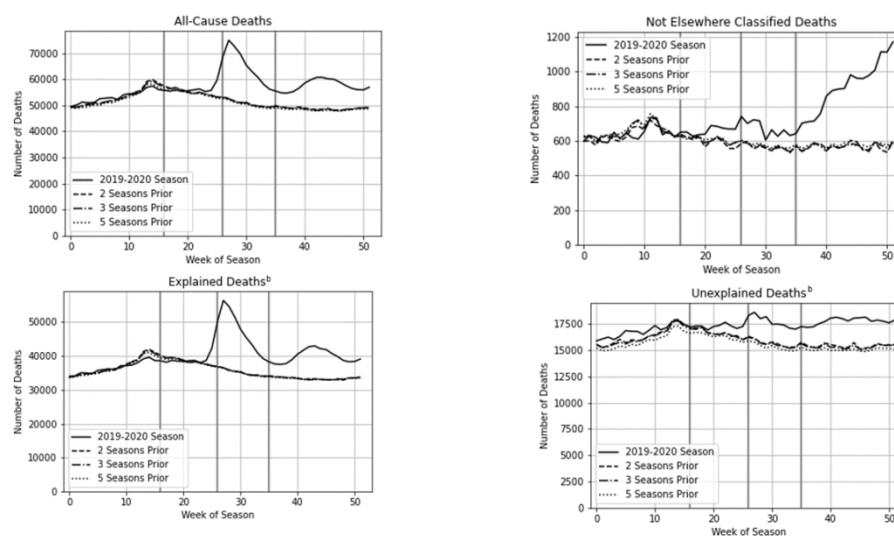 All-Cause Deaths
Number of Deaths
70000
60000
50000
40000
30000
20000
10000
0
2019-2020 Season
2 Seasons Prior
3 Seasons Prior
5 Seasons Prior
0 10 20 30 40 50
Week of Season
Not Elsewhere Classified Deaths
Number of Deaths
1200
1000
800
600
400
200
0
2019-2020 Season
2 Seasons Prior
3 Seasons Prior
5 Seasons Prior
0 10 20 30 40 50
Week of Season
Explained Deathsᵇ
Number of Deaths
50000
40000
30000
20000
10000
0
2019-2020 Season
2 Seasons Prior
3 Seasons Prior
5 Seasons Prior
0 10 20 30 40 50
Week of Season
Unexplained Deathsᵇ
Number of Deaths
17500
15000
12500
10000
7500
5000
2500
0
2019-2020 Season
2 Seasons Prior
3 Seasons Prior
5 Seasons Prior
0 10 20 30 40 50
Week of Season